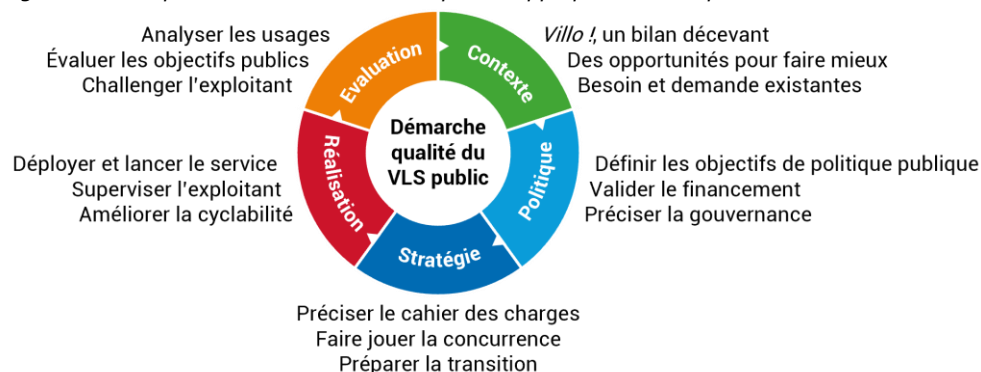 Analyser les usages
Évaluer les objectifs publics
Challenger l'exploitant
Evaluation
Contexte
Villo !, un bilan décevant
Des opportunités pour faire mieux
Besoin et demande existantes
Démarche
qualité du
VLS public
Déployer et lancer le service
Superviser l'exploitant
Améliorer la cyclabilité
Réalisation
Politique
Définir les objectifs de politique publique
Valider le financement
Préciser la gouvernance
Stratégie
Préciser le cahier des charges
Faire jouer la concurrence
Préparer la transition